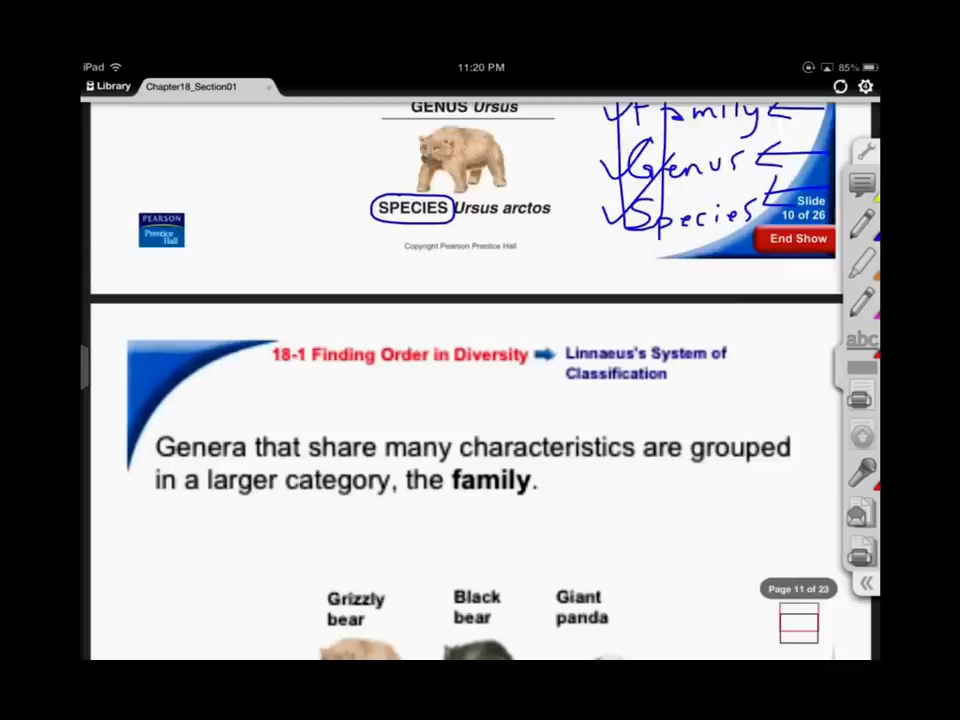 iPad
11:20 PM
85%
Library
Chapter18_Section01
GENUS Ursus
Family
Genus
Species
SPECIES Ursus arctos
Slide
10 of 26
End Show
PEARSON
Prentice
Hall
Copyright Pearson Prentice Hall
abc
18-1 Finding Order in Diversity
Linnaeus's System of
Classification
Genera that share many characteristics are grouped
in a larger category, the family.
Page 11 of 23
Grizzly
bear
Black
bear
Giant
panda